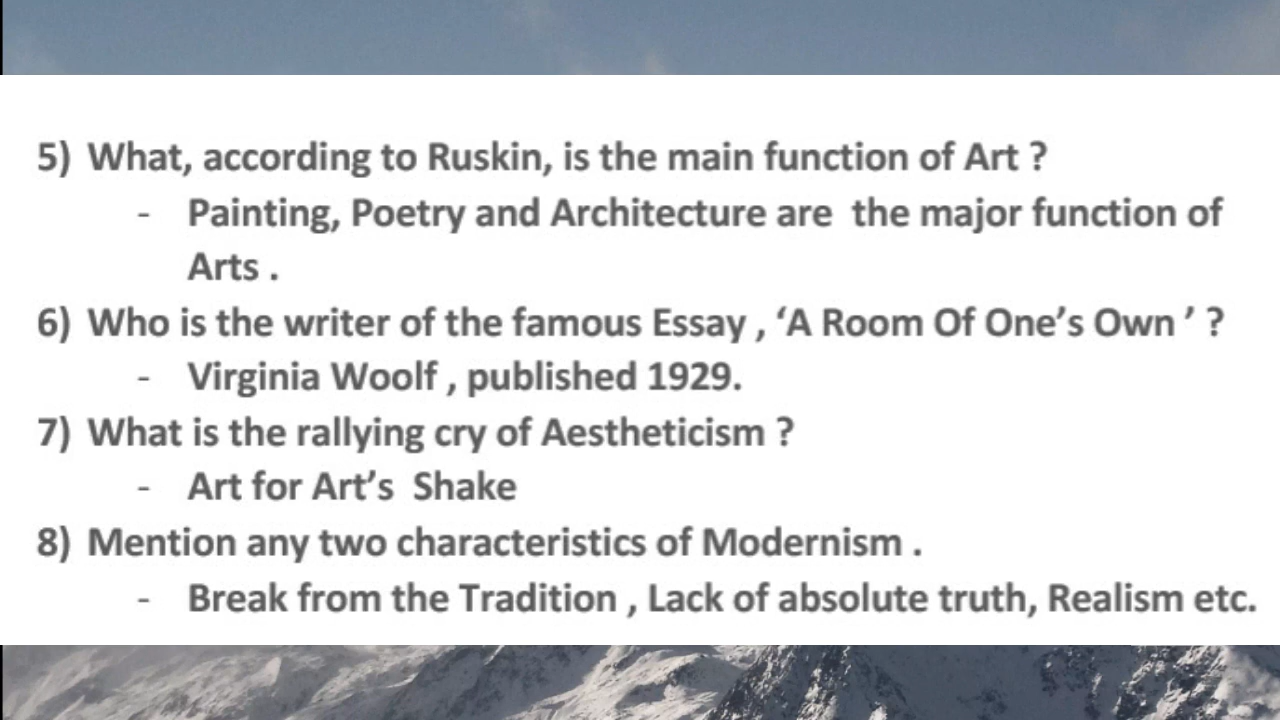 5) What, according to Ruskin, is the main function of Art ?
- Painting, Poetry and Architecture are the major function of
Arts .
6) Who is the writer of the famous Essay , ‘A Room Of One’s Own ’ ?
- Virginia Woolf , published 1929.
7) What is the rallying cry of Aestheticism ?
- Art for Art’s Shake
8) Mention any two characteristics of Modernism .
- Break from the Tradition , Lack of absolute truth, Realism etc.